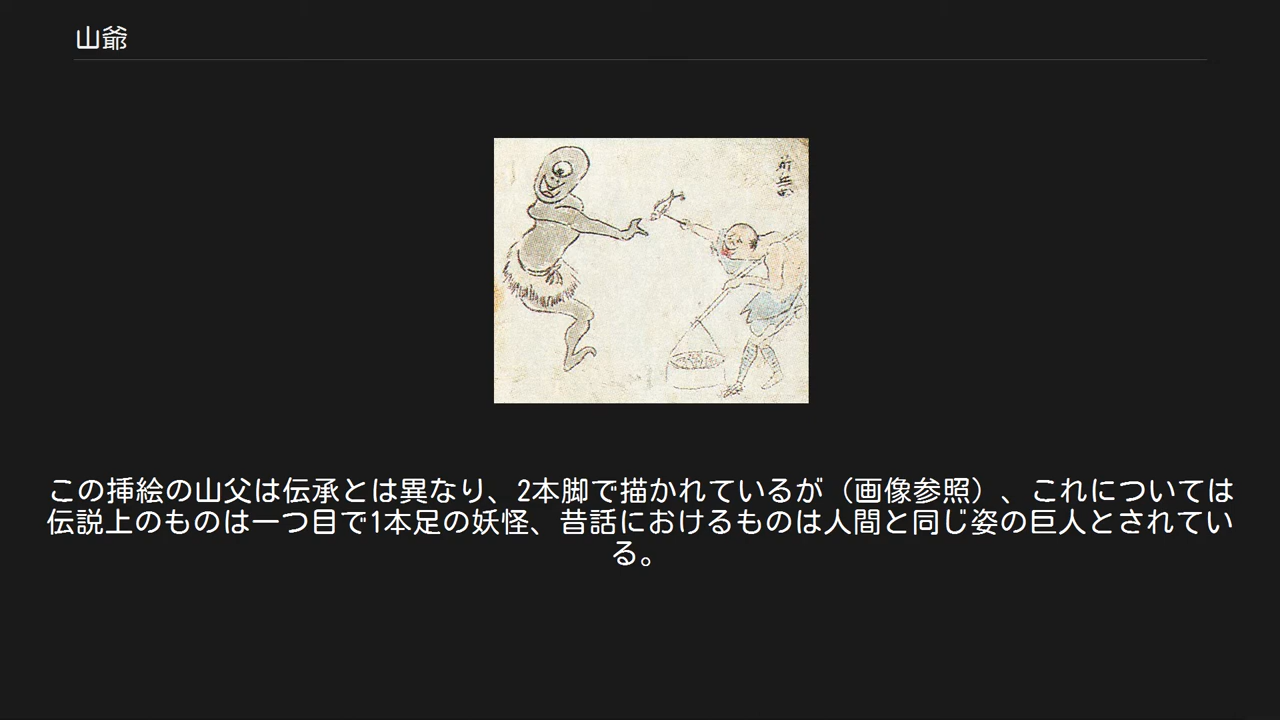 山爺
この挿絵の山父は伝承とは異なり、2本脚で描かれているが（画像参照）、これについては
伝説上のものは一つ目で1本足の妖怪、昔話におけるものは人間と同じ姿の巨人とされてい
る。